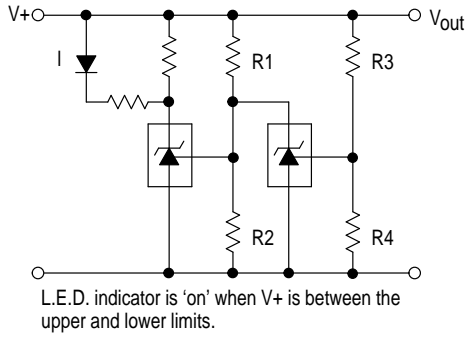 V+
Vout
I
R1
R3
R2
R4
L.E.D. indicator is ‘on’ when V+ is between the
upper and lower limits.